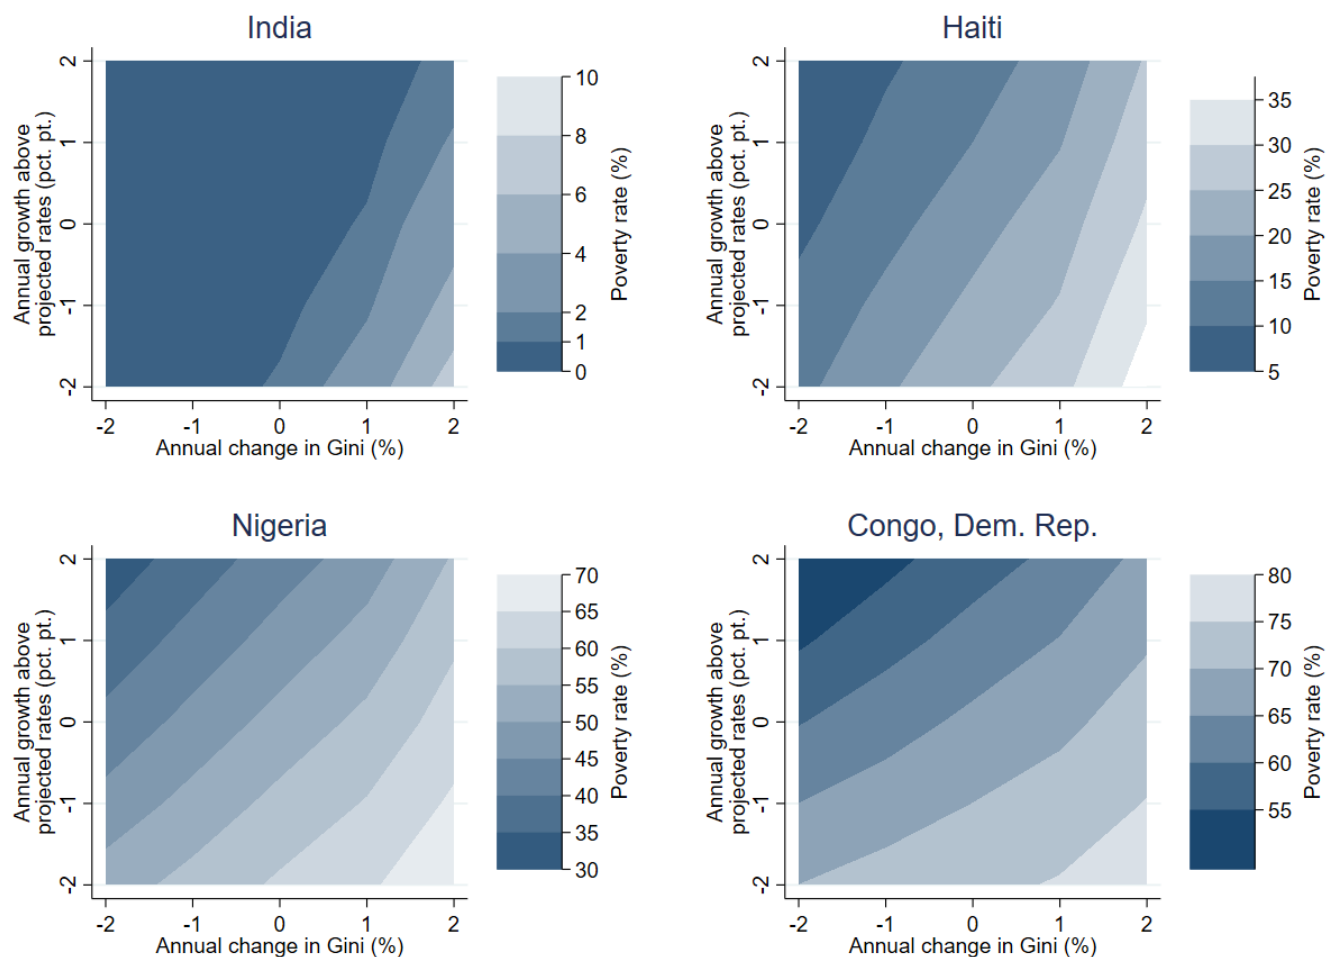 India
Annual growth above
projected rates (pct. pt.)
2
1
0
-1
-2
-2 -1 0 1 2
Annual change in Gini (%)
10
8
6
4
2
1
0
Poverty rate (%)
Haiti
Annual growth above
projected rates (pct. pt.)
2
1
0
-1
-2
-2 -1 0 1 2
Annual change in Gini (%)
35
30
25
20
15
10
5
Poverty rate (%)
Nigeria
Annual growth above
projected rates (pct. pt.)
2
1
0
-1
-2
-2 -1 0 1 2
Annual change in Gini (%)
70
65
60
55
50
45
40
35
30
Poverty rate (%)
Congo, Dem. Rep.
Annual growth above
projected rates (pct. pt.)
2
1
0
-1
-2
-2 -1 0 1 2
Annual change in Gini (%)
80
75
70
65
60
55
Poverty rate (%)